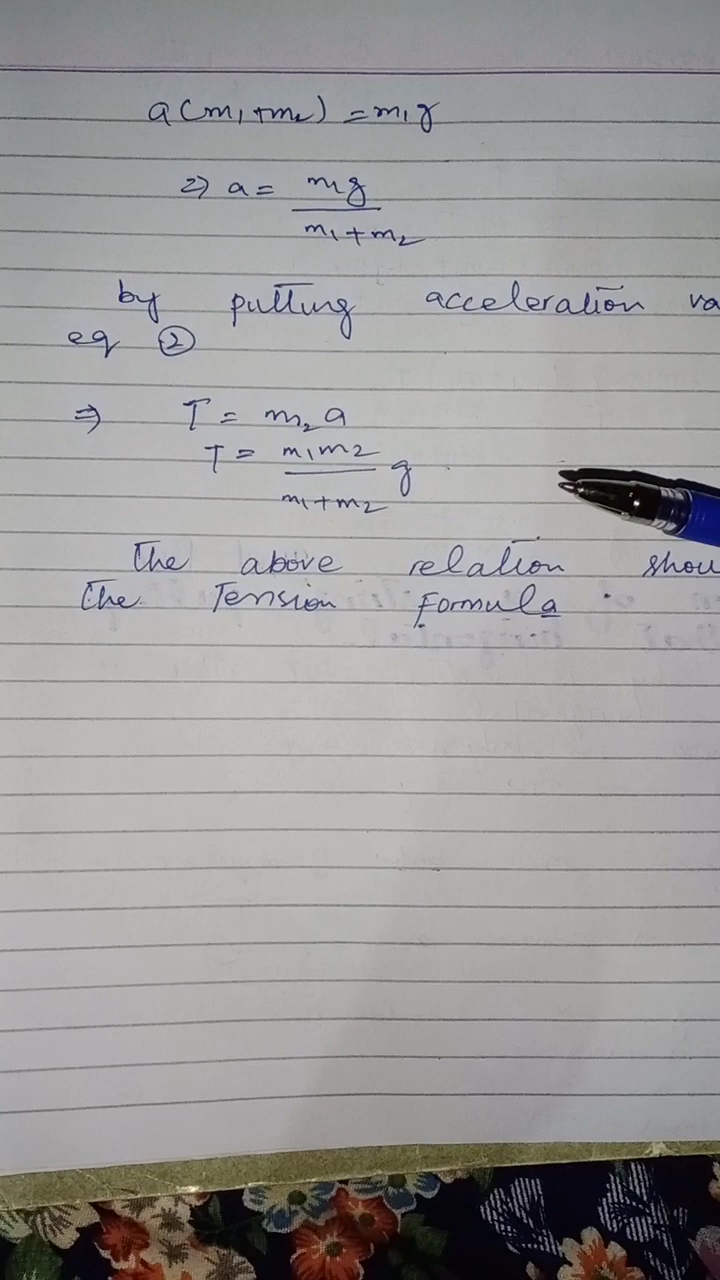 a(m₁+m₂) = m₁g
=> a = m₁g / m₁+m₂
by putting acceleration va
eq ②
⇒ T = m₂a
T = m₁m₂ / m₁+m₂ g
The above relation show
the Tension Formula.